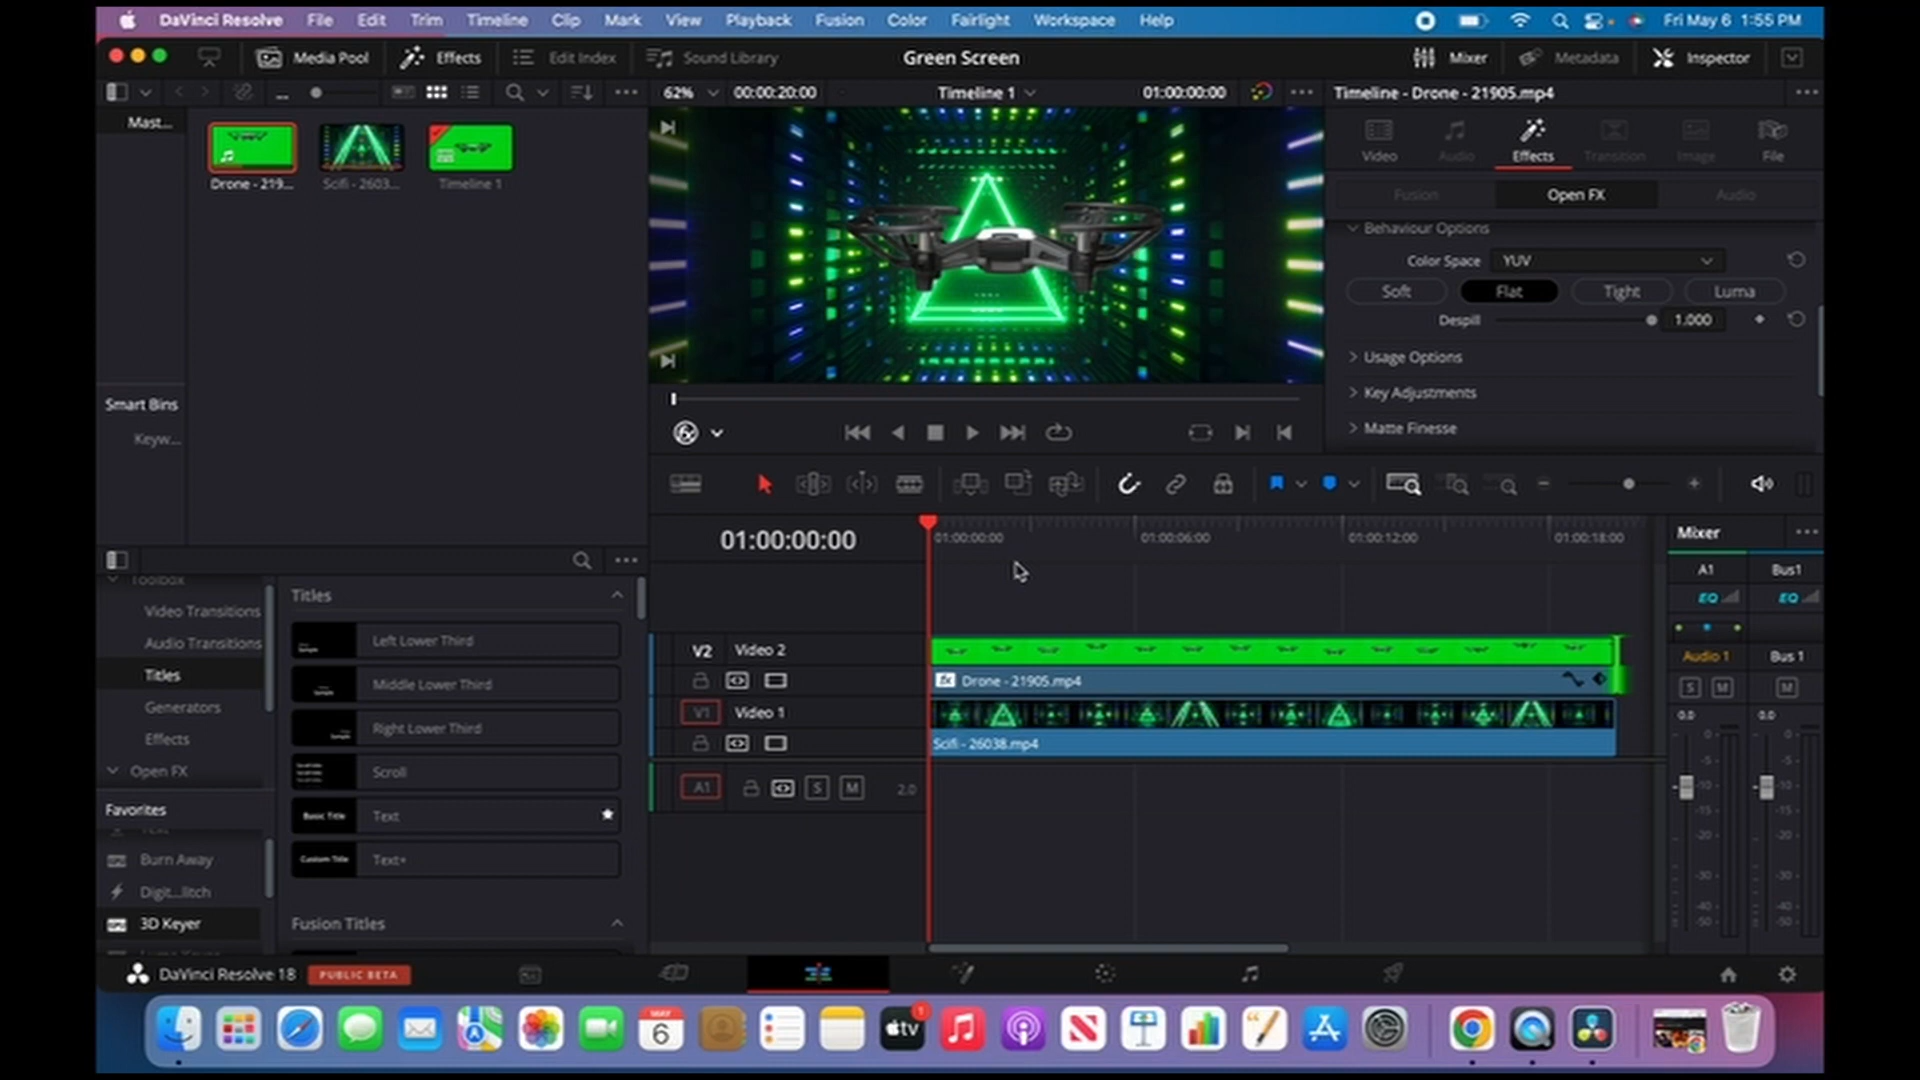 DaVinci Resolve File Edit Trim Timeline Clip Mark View Playback Fusion Color Fairlight Workspace Help Fri May 6 1:55 PM
Media Pool Effects Edit Index Sound Library Green Screen Mixer Metadata Inspector
62% 00:00:20:00 Timeline 1 01:00:00:00 Timeline - Drone - 21905.mp4
Mast...
Drone - 219... Scifi - 2603... Timeline 1
Video Audio Effects Transition Image File
Fusion Open FX Audio
Behaviour Options
Color Space YUV
Soft Flat Tight Luma
Despill 1.000
Usage Options
Key Adjustments
Matte Finesse
Smart Bins
Keyw...
01:00:00:00
01:00:00:00 01:00:06:00 01:00:12:00 01:00:18:00
Mixer
A1 Bus1
EQ EQ
Audio 1 Bus 1
S M M
0.0 0.0
Toolbox
Video Transitions
Audio Transitions
Titles
Generators
Effects
Open FX
Favorites
Burn Away
Digit...litch
3D Keyer
Titles
Left Lower Third
Middle Lower Third
Right Lower Third
Scroll
Basic Title Text
Custom Title Text+
Fusion Titles
V2 Video 2
Drone - 21905.mp4
V1 Video 1
Scifi - 26038.mp4
A1 S M 2.0
0 0
-5 -5
-10 -10
-15 -15
-20 -20
-30 -30
-40 -40
-50 -50
DaVinci Resolve 18 PUBLIC BETA
MAY
6
tv
1